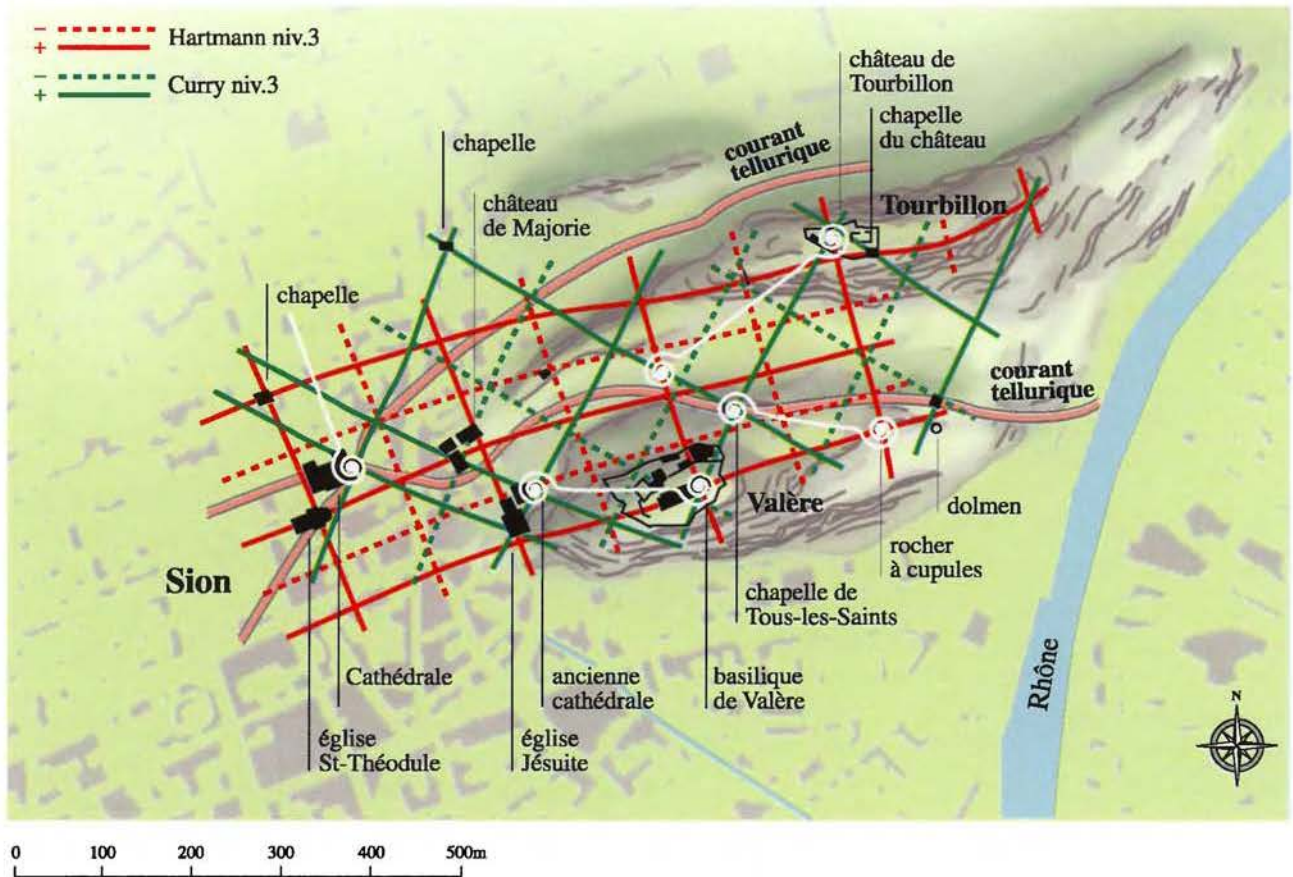 − Hartmann niv.3
+
− Curry niv.3
+
château de
Tourbillon
chapelle
du château
chapelle
courant
tellurique
château
de Majorie
Tourbillon
chapelle
courant
tellurique
Valère
dolmen
rocher
à cupules
Sion
chapelle de
Tous-les-Saints
Cathédrale
ancienne
cathédrale
basilique
de Valère
église
St-Théodule
église
Jésuite
Rhône
N
0 100 200 300 400 500m